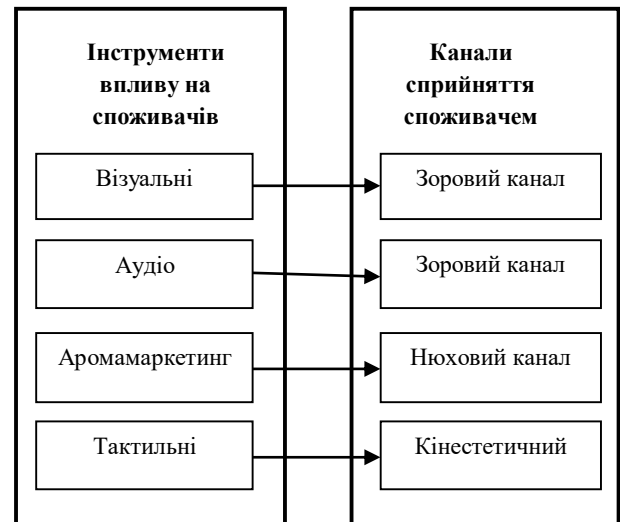 Інструменти
впливу на
споживачів
Візуальні
Аудіо
Аромамаркетинг
Тактильні
Канали
сприйняття
споживачем
Зоровий канал
Зоровий канал
Нюховий канал
Кінестетичний